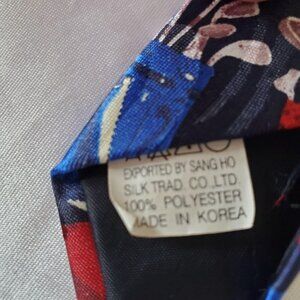 EXPORTED BY SANG HO
SILK TRAD. CO.,LTD.
100% POLYESTER
MADE IN KOREA